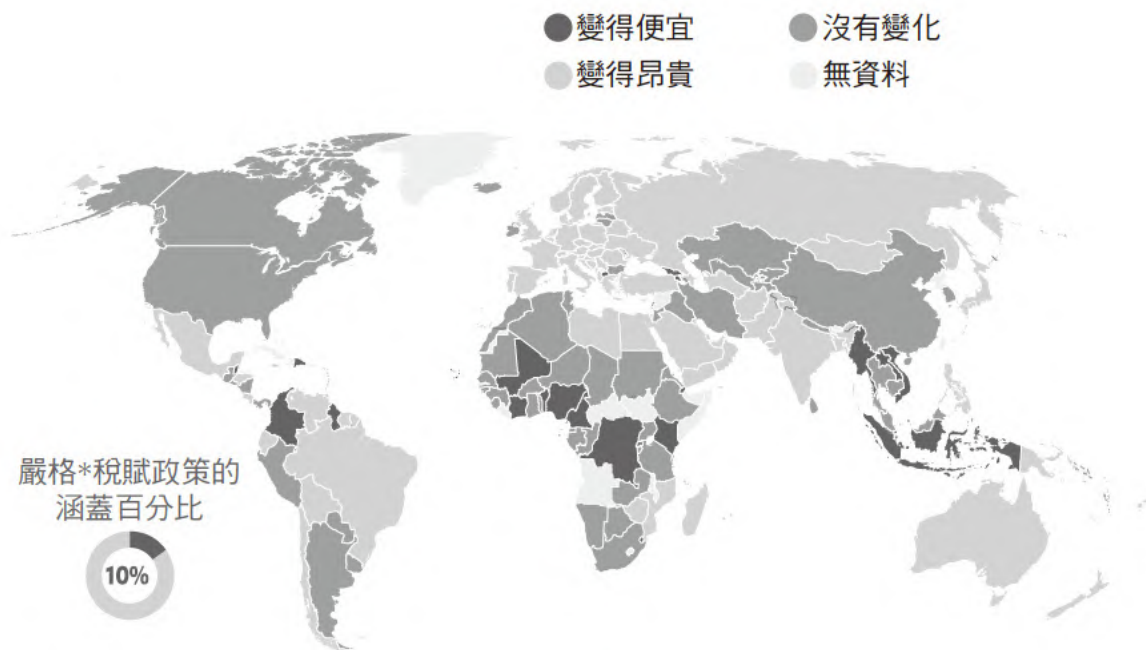 變得便宜
沒有變化
變得昂貴
無資料
嚴格*稅賦政策的
涵蓋百分比
10%